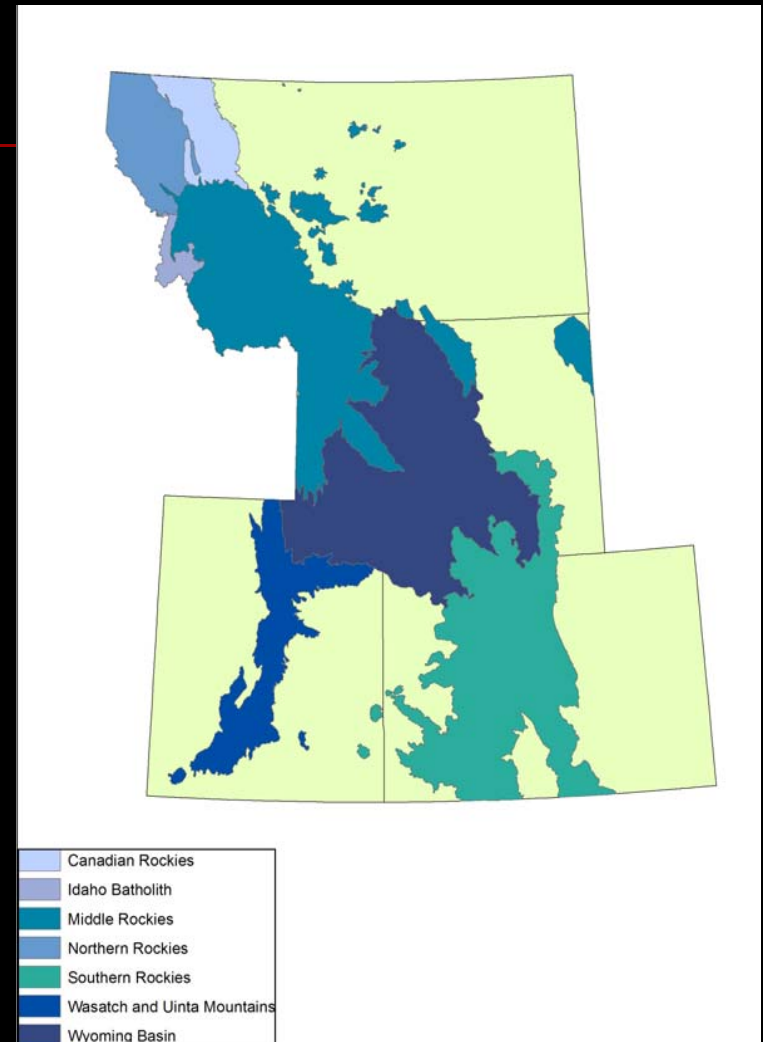 Canadian Rockies
Idaho Batholith
Middle Rockies
Northern Rockies
Southern Rockies
Wasatch and Uinta Mountains
Wyoming Basin